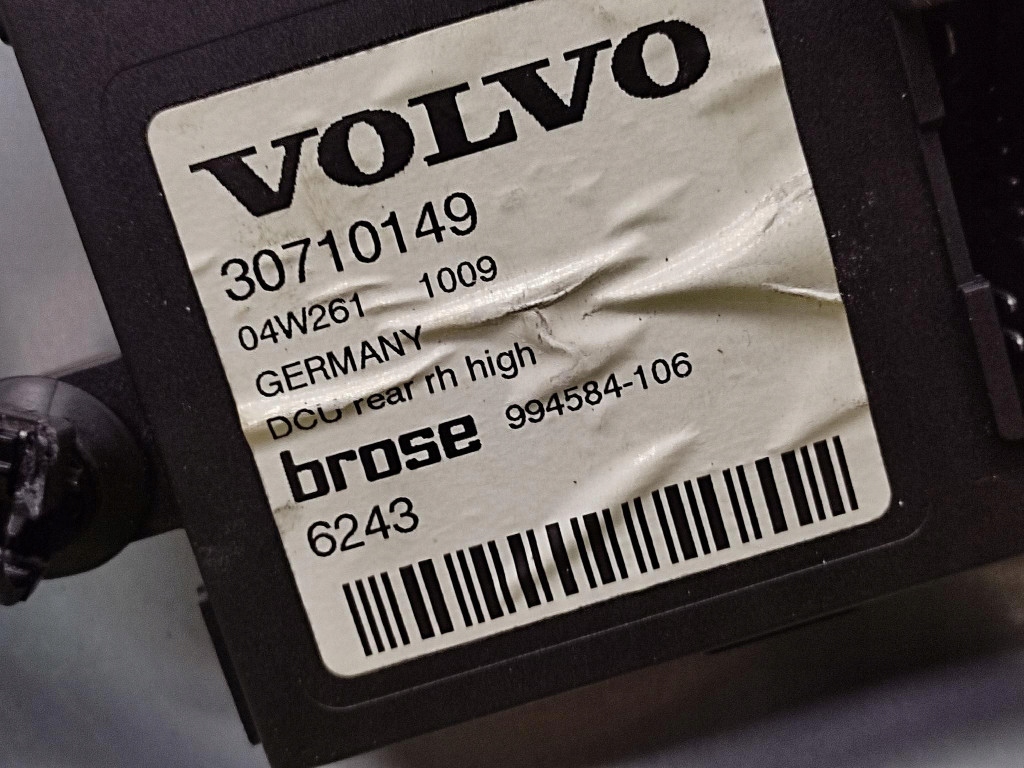 VOLVO
30710149
04W261 1009
GERMANY
DCU rear rh high
brose 994584-106
6243